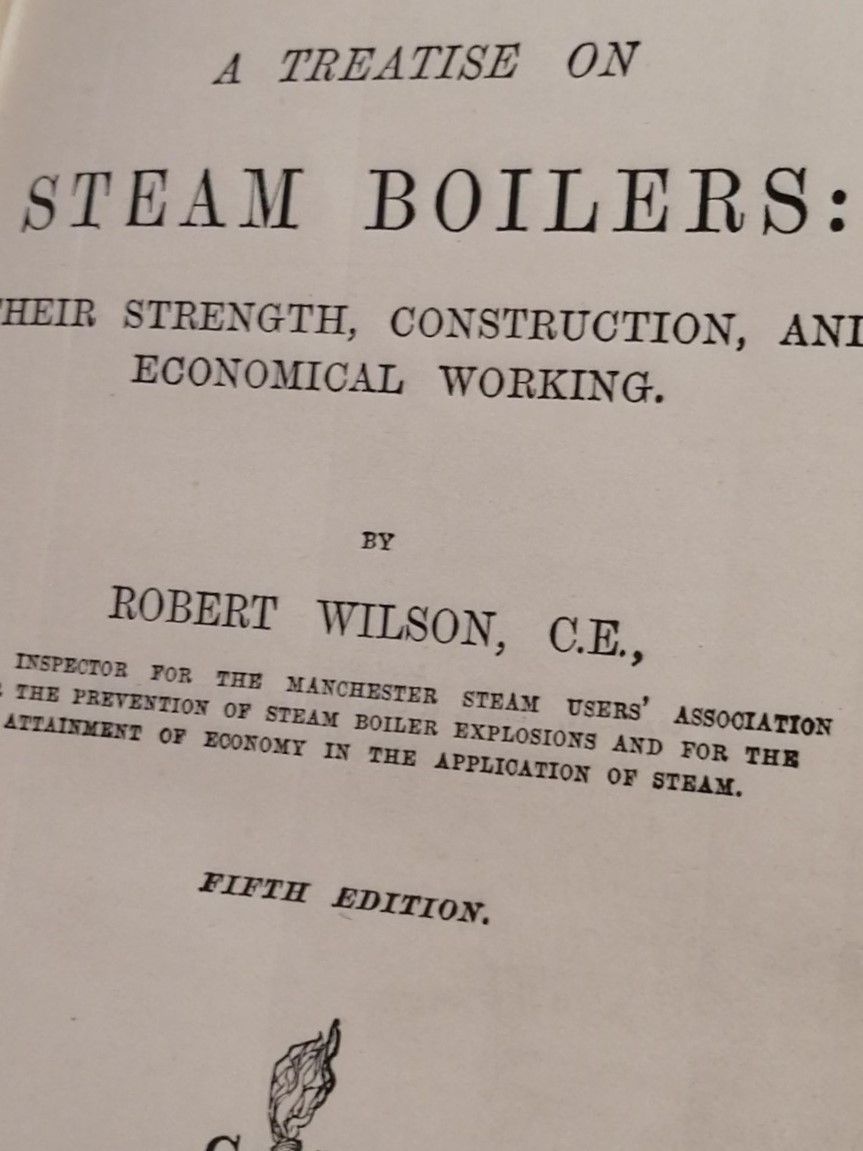 A TREATISE ON
STEAM BOILERS:
HEIR STRENGTH, CONSTRUCTION, AND
ECONOMICAL WORKING.
BY
ROBERT WILSON, C.E.,
INSPECTOR FOR THE MANCHESTER STEAM USERS' ASSOCIATION
THE PREVENTION OF STEAM BOILER EXPLOSIONS AND FOR THE
ATTAINMENT OF ECONOMY IN THE APPLICATION OF STEAM.
FIFTH EDITION.